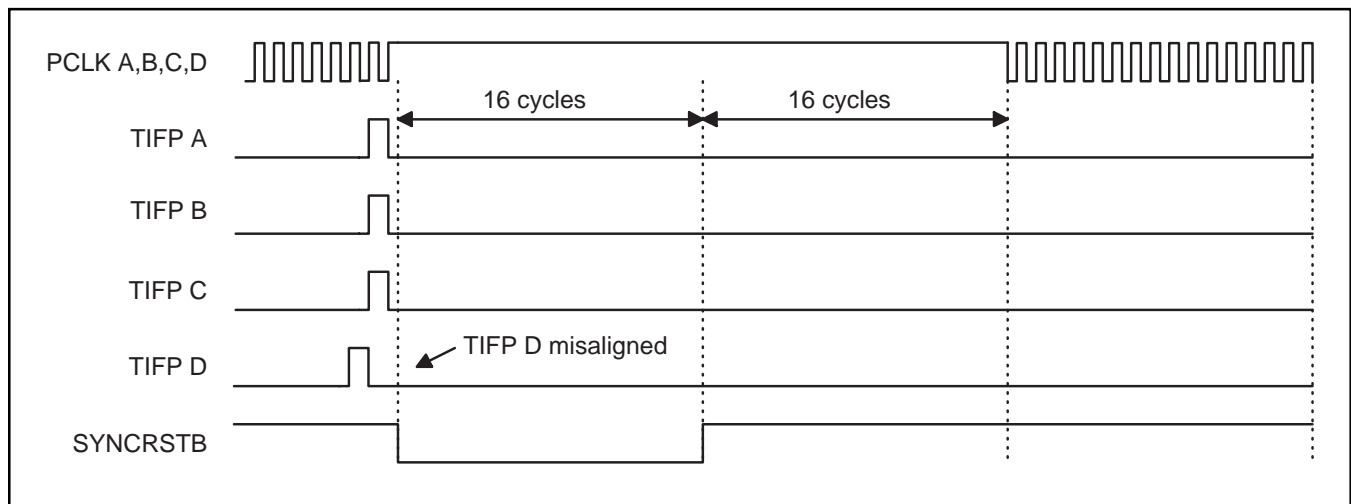 PCLK A,B,C,D
16 cycles 16 cycles
TIFP A
TIFP B
TIFP C
TIFP D misaligned
TIFP D
SYNCRSTB